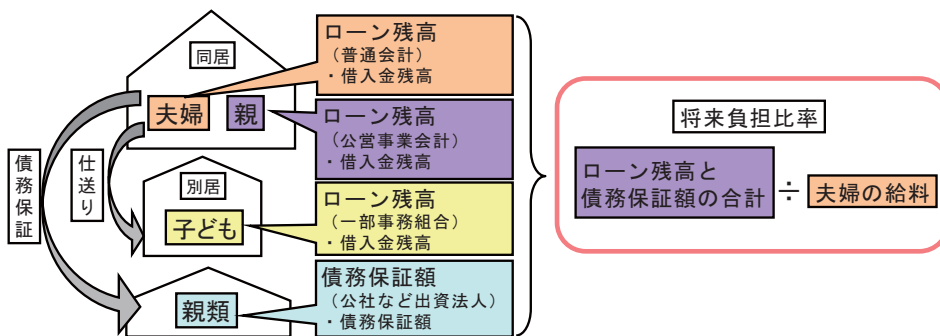 同居
夫婦
親
債務保証
仕送り
別居
子ども
親類
ローン残高
（普通会計）
・借入金残高
ローン残高
（公営事業会計）
・借入金残高
ローン残高
（一部事務組合）
・借入金残高
債務保証額
（公社など出資法人）
・債務保証額
将来負担比率
ローン残高と
債務保証額の合計
÷
夫婦の給料